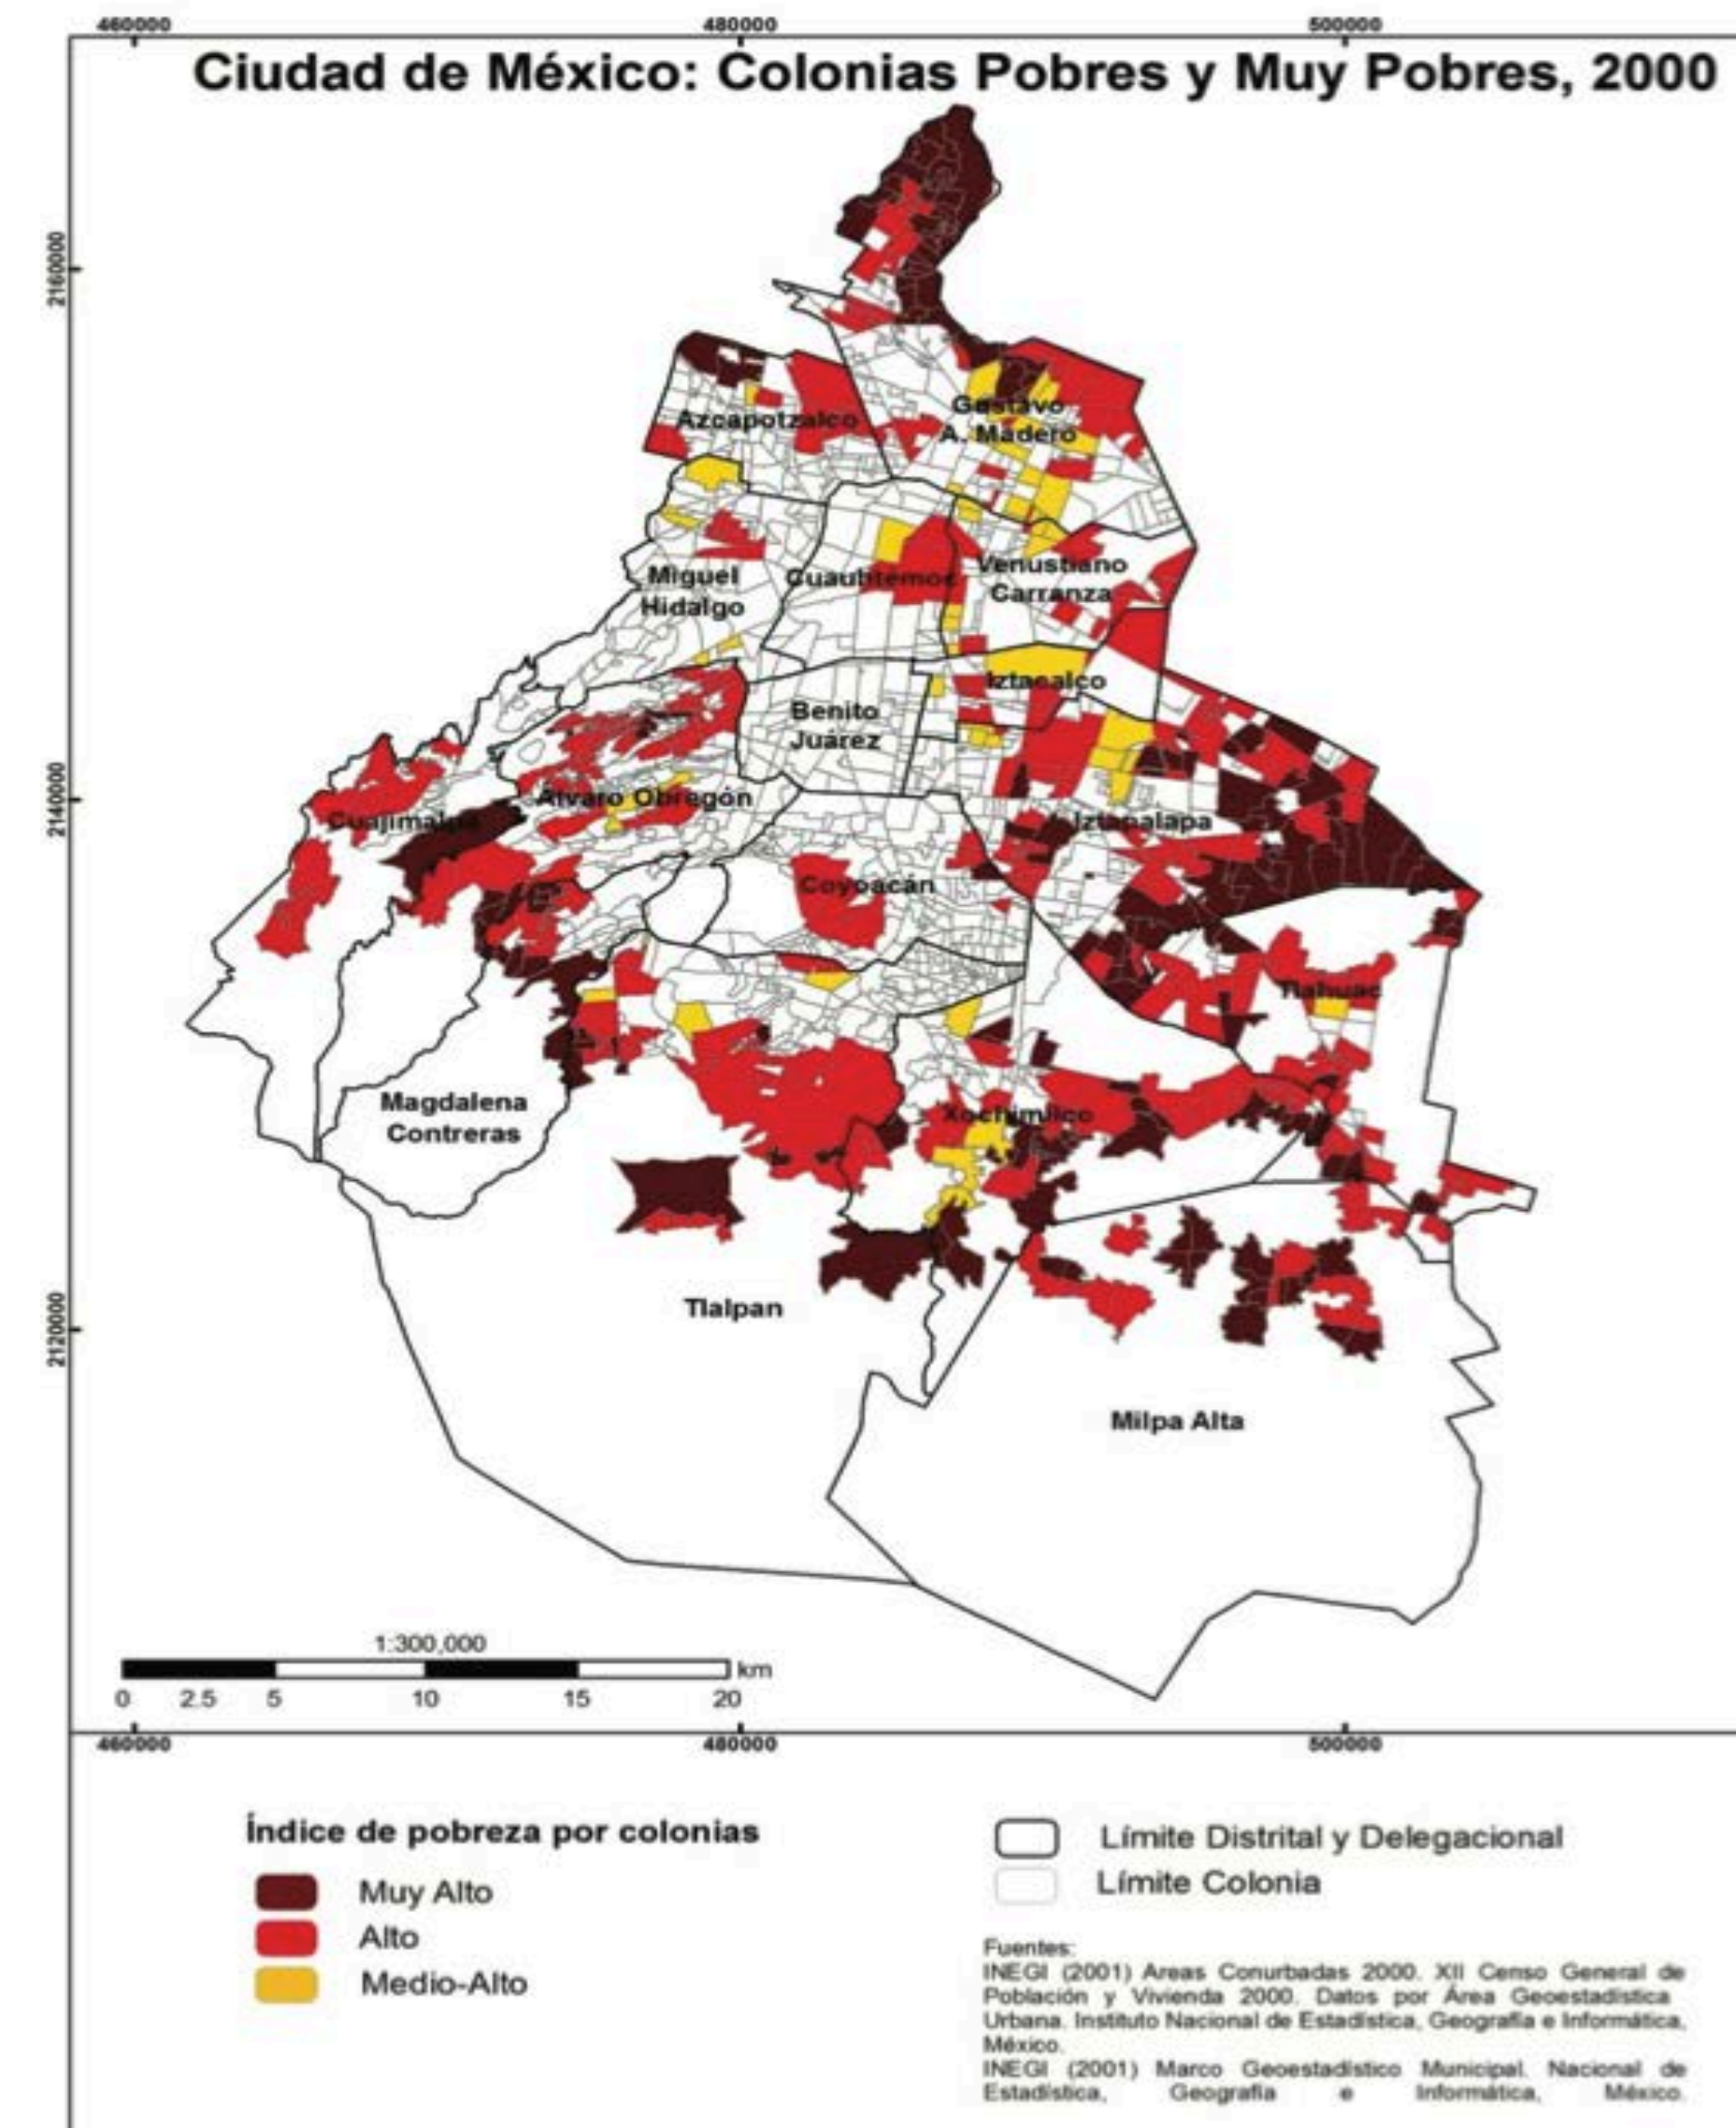 460000 480000 500000
Ciudad de México: Colonias Pobres y Muy Pobres, 2000
2160000
Azcapotzalco
Gustavo
A. Madero
Miguel
Hidalgo
Cuauhtemoc
Venustiano
Carranza
Iztacalco
Benito
Juárez
2140000
Cuajimalpa
Alvaro Obregón
Iztapalapa
Coyoacán
Tlahuac
Magdalena
Contreras
Xochimilco
2120000
Tlalpan
Milpa Alta
1:300,000
km
0 2.5 5 10 15 20
460000 480000 500000
Índice de pobreza por colonias
Muy Alto
Alto
Medio-Alto
Límite Distrital y Delegacional
Límite Colonia
Fuentes:
INEGI (2001) Areas Conurbadas 2000. XII Censo General de
Población y Vivienda 2000. Datos por Área Geoestadística
Urbana. Instituto Nacional de Estadística, Geografía e Informática,
México.
INEGI (2001) Marco Geoestadístico Municipal. Nacional de
Estadística, Geografía e Informática, México.